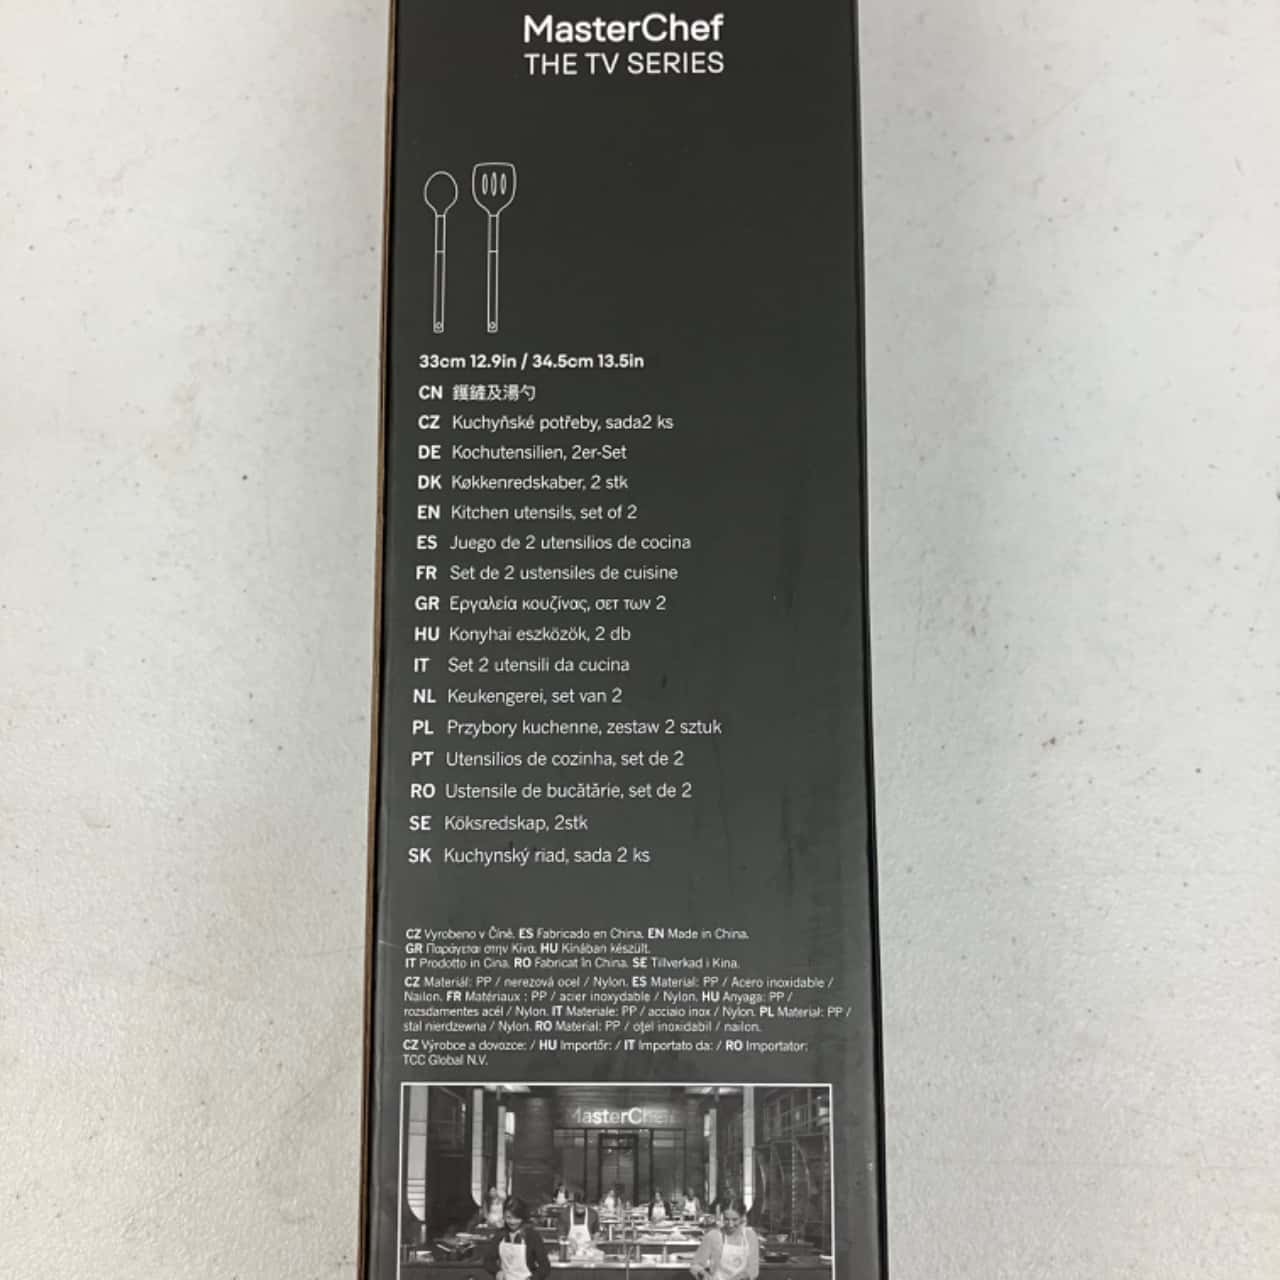 MasterChef
THE TV SERIES
33cm 12.9in / 34.5cm 13.5in
CN 鑊鏟及湯勺
CZ Kuchyňské potřeby, sada2 ks
DE Kochutensilien, 2er-Set
DK Køkkenredskaber, 2 stk
EN Kitchen utensils, set of 2
ES Juego de 2 utensilios de cocina
FR Set de 2 ustensiles de cuisine
GR Εργαλεία κουζίνας, σετ των 2
HU Konyhai eszközök, 2 db
IT Set 2 utensili da cucina
NL Keukengerei, set van 2
PL Przybory kuchenne, zestaw 2 sztuk
PT Utensilios de cozinha, set de 2
RO Ustensile de bucătărie, set de 2
SE Köksredskap, 2stk
SK Kuchynský riad, sada 2 ks
CZ Vyrobeno v Číně. ES Fabricado en China. EN Made in China.
GR Παράγεται στην Κίνα. HU Kínában készült.
IT Prodotto in Cina. RO Fabricat în China. SE Tillverkad i Kina.
CZ Materiál: PP / nerezová ocel / Nylon. ES Material: PP / Acero inoxidable /
Nailon. FR Matériaux : PP / acier inoxydable / Nylon. HU Anyaga: PP /
rozsdamentes acél / Nylon. IT Materiale: PP / acciaio inox / Nylon. PL Materiał: PP /
stal nierdzewna / Nylon. RO Material: PP / oțel inoxidabil / nailon.
CZ Výrobce a dovozce: / HU Importőr: / IT Importato da: / RO Importator:
TCC Global N.V.
MasterChef